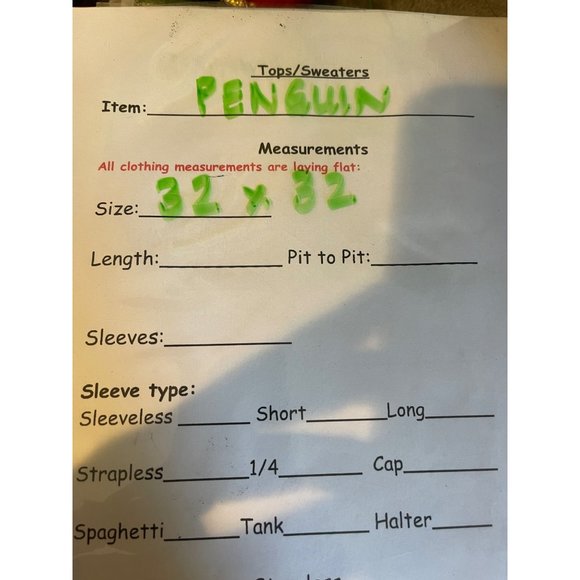 Tops/Sweaters
Item: PENGUIN
Measurements
All clothing measurements are laying flat:
Size: 32 x 32
Length: Pit to Pit:
Sleeves:
Sleeve type:
Sleeveless Short Long
Strapless 1/4 Cap
Spaghetti Tank Halter